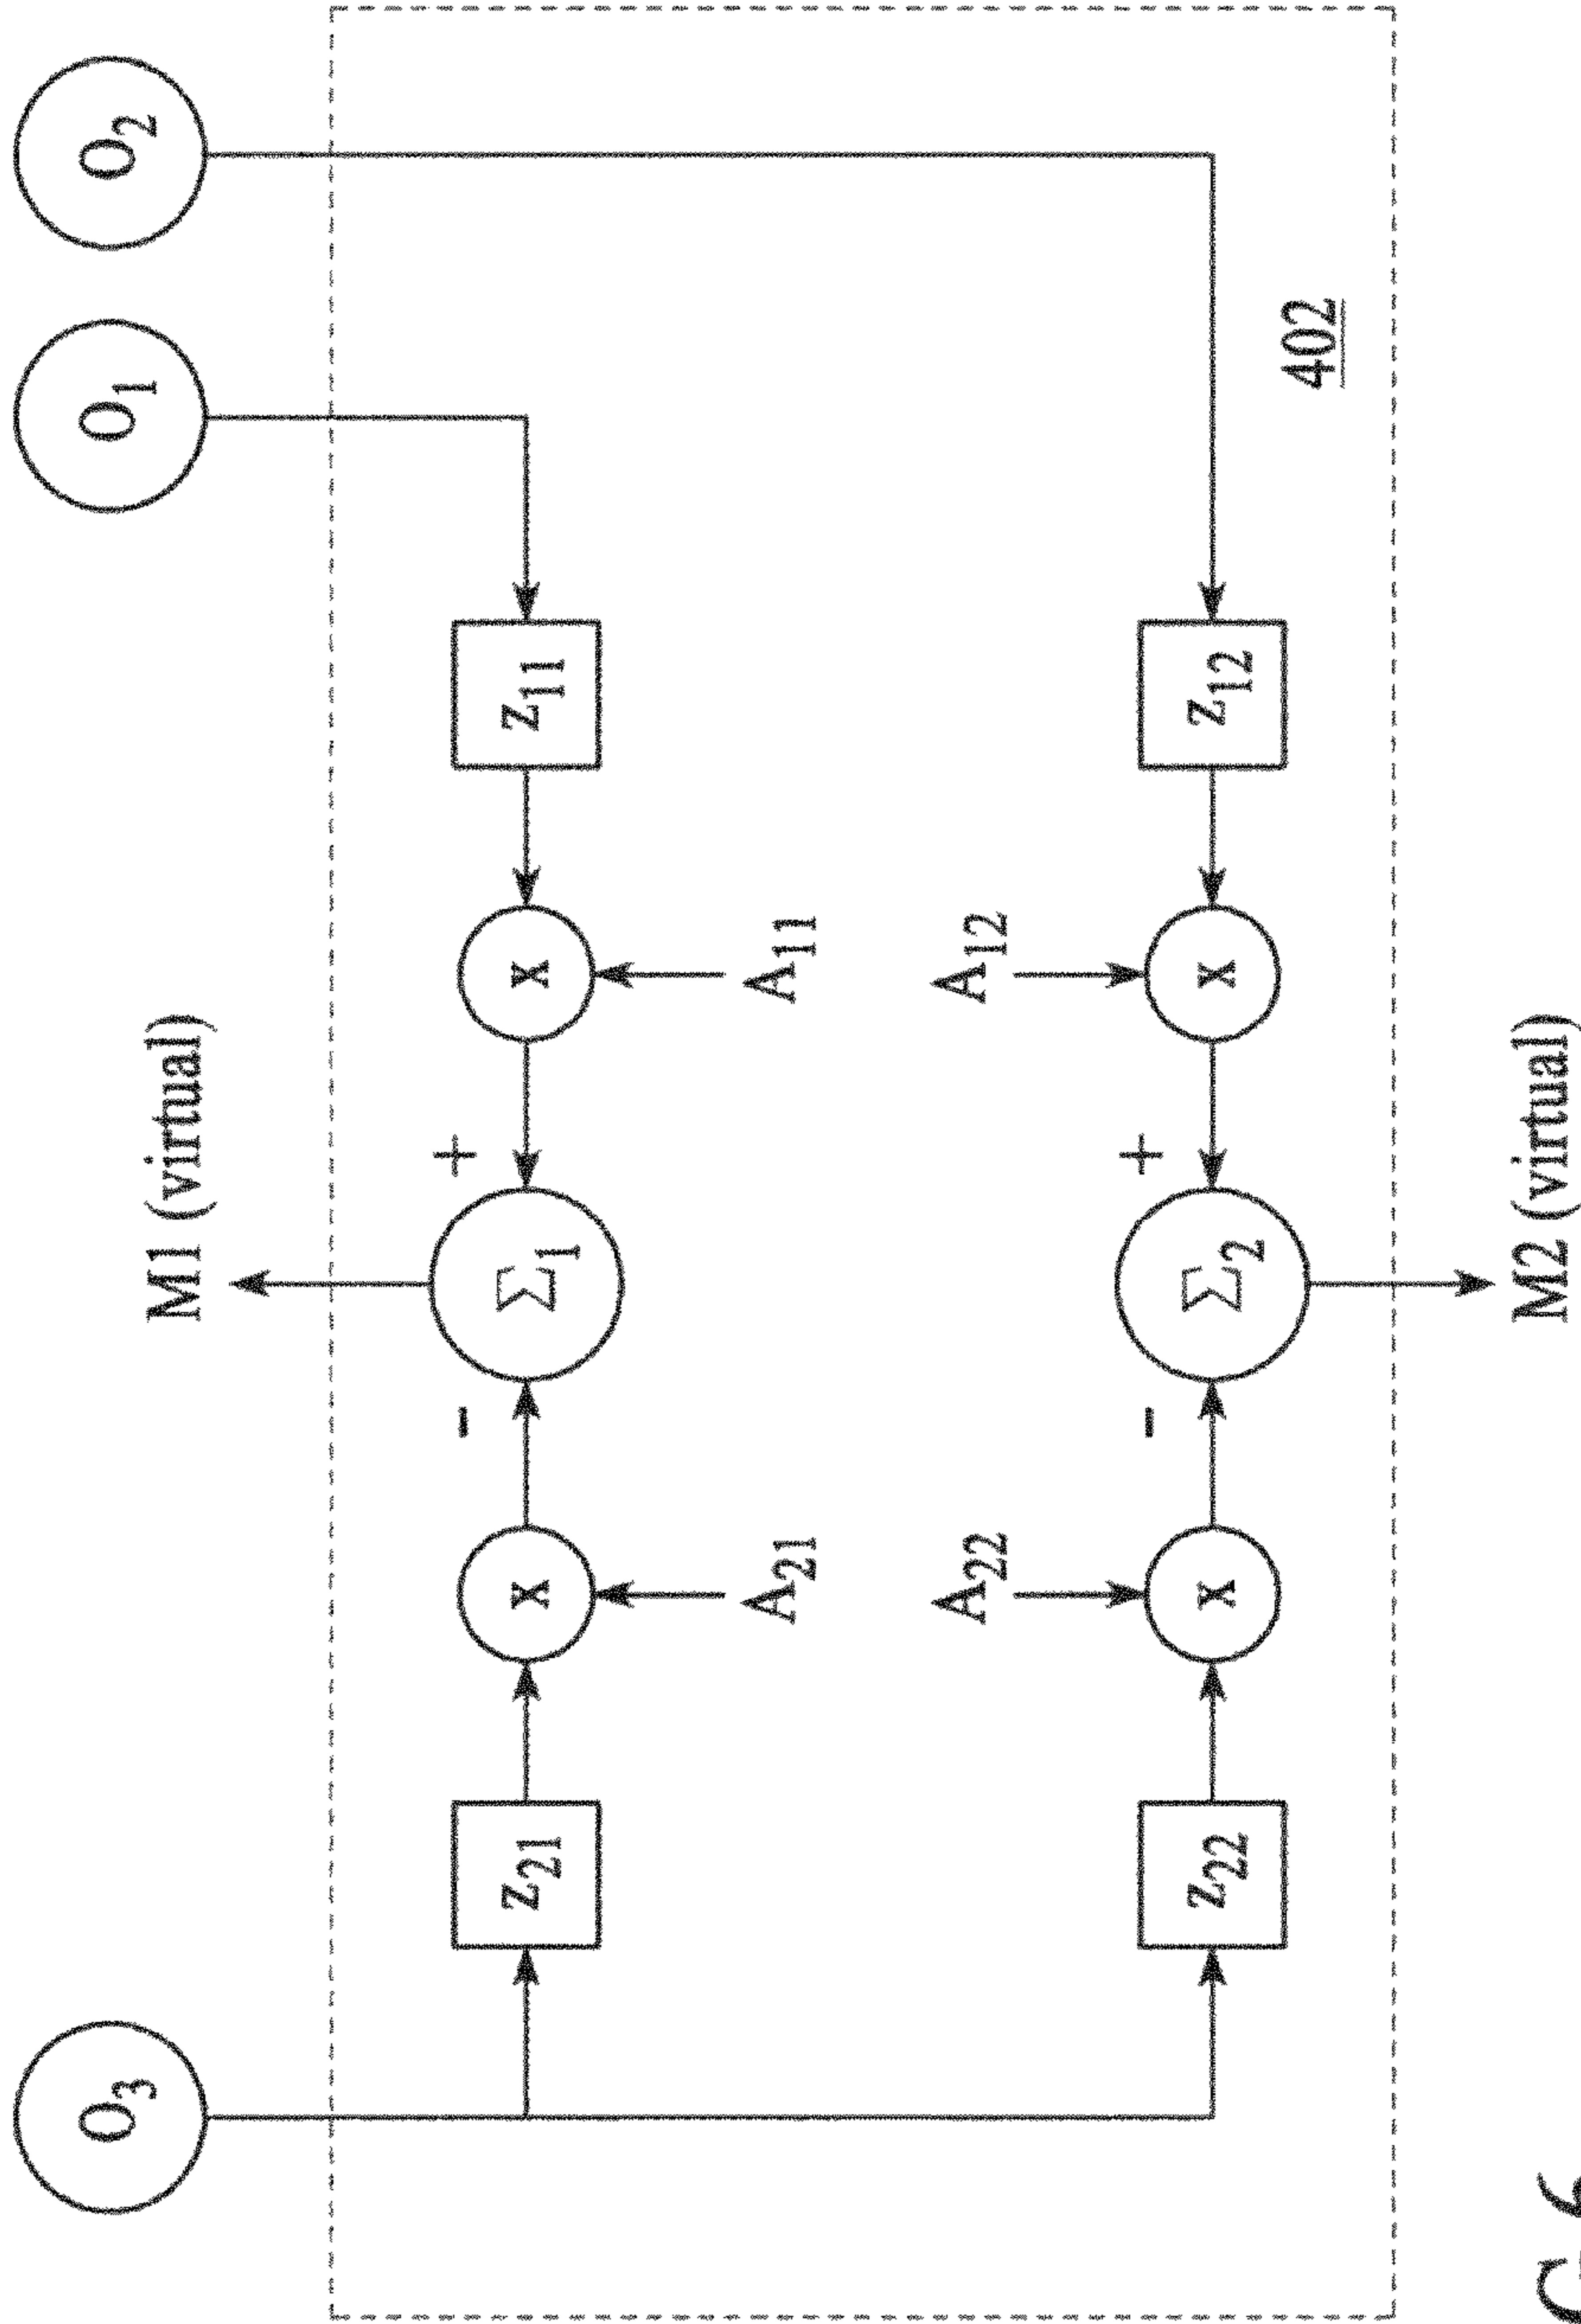 O₃
O₁
O₂
M1 (virtual)
-
+
z₂₁
x
Σ₁
x
z₁₁
A₂₁
A₁₁
A₂₂
A₁₂
-
+
z₂₂
x
Σ₂
x
z₁₂
402
M2 (virtual)